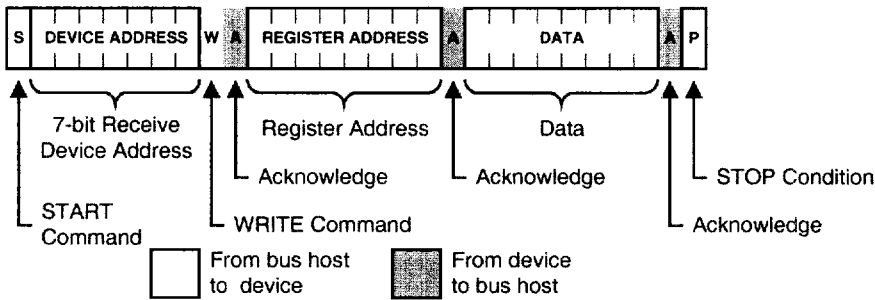 S DEVICE ADDRESS W A REGISTER ADDRESS A DATA A P
7-bit Receive Register Address Data
Device Address
Acknowledge Acknowledge STOP Condition
START WRITE Command Acknowledge
Command
From bus host From device
to device to bus host